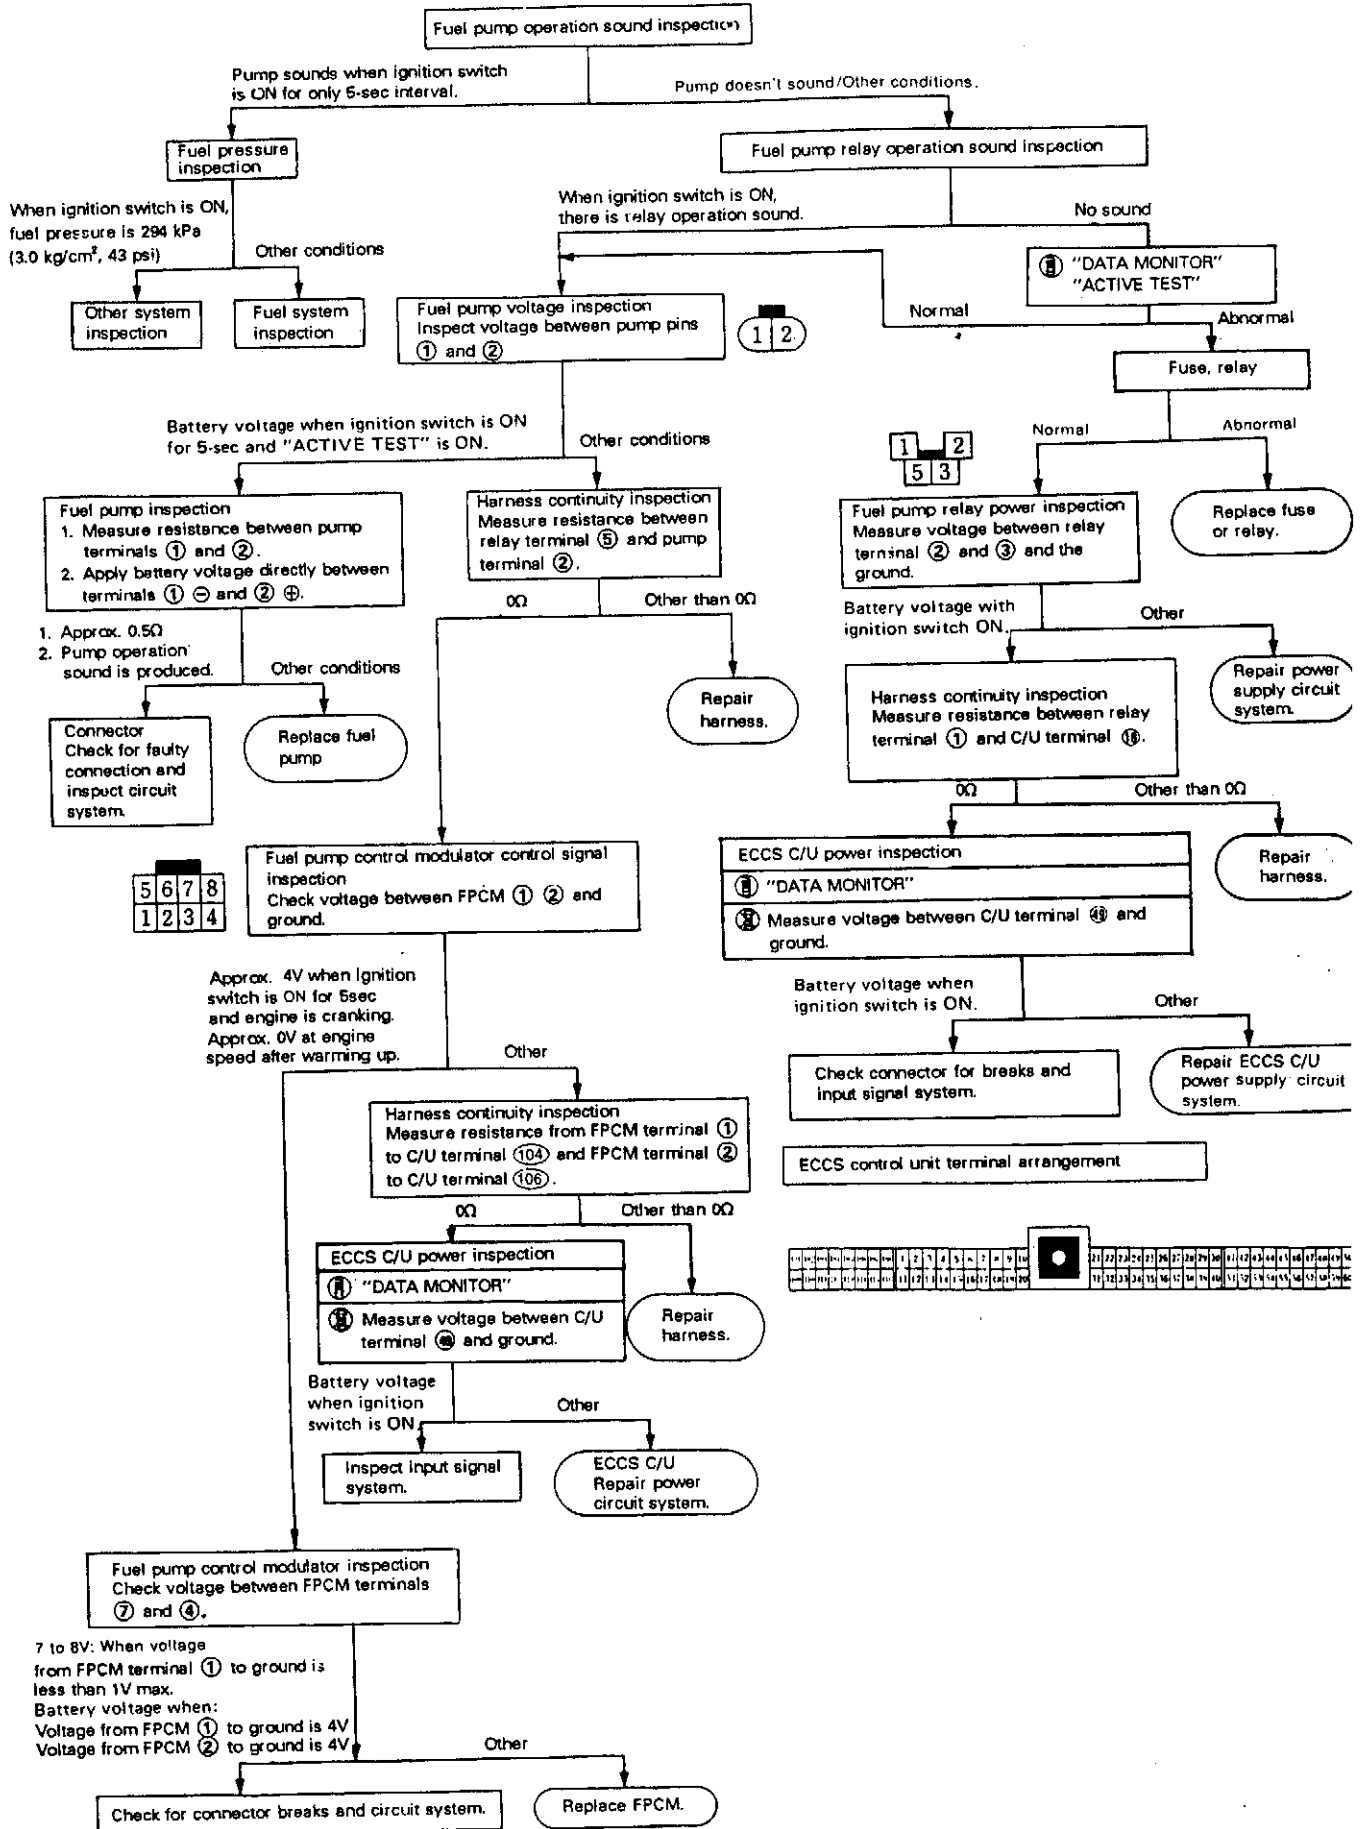 Fuel pump operation sound inspection
Pump sounds when ignition switch
is ON for only 5-sec interval.
Pump doesn't sound/Other conditions.
Fuel pressure
inspection
Fuel pump relay operation sound inspection
When ignition switch is ON,
fuel pressure is 294 kPa
(3.0 kg/cm², 43 psi)
Other conditions
When ignition switch is ON,
there is relay operation sound.
No sound
"DATA MONITOR"
"ACTIVE TEST"
Other system
inspection
Fuel system
inspection
Fuel pump voltage inspection
Inspect voltage between pump pins
① and ②
1 2
Normal
Abnormal
Fuse, relay
Battery voltage when ignition switch is ON
for 5-sec and "ACTIVE TEST" is ON.
Other conditions
Normal
Abnormal
1 2
5 3
Fuel pump inspection
1. Measure resistance between pump
terminals ① and ②.
2. Apply battery voltage directly between
terminals ① ⊖ and ② ⊕.
Harness continuity inspection
Measure resistance between
relay terminal ⑤ and pump
terminal ②.
Fuel pump relay power inspection
Measure voltage between relay
terminal ② and ③ and the
ground.
Replace fuse
or relay.
1. Approx. 0.5Ω
2. Pump operation
sound is produced.
Other conditions
0Ω
Other than 0Ω
Battery voltage with
ignition switch ON.
Other
Connector
Check for faulty
connection and
inspect circuit
system.
Replace fuel
pump
Repair
harness.
Harness continuity inspection
Measure resistance between relay
terminal ① and C/U terminal .
Repair power
supply circuit
system.
0Ω
Other than 0Ω
5 6 7 8
1 2 3 4
Fuel pump control modulator control signal
inspection
Check voltage between FPCM ① ② and
ground.
ECCS C/U power inspection
"DATA MONITOR"
Measure voltage between C/U terminal and
ground.
Repair
harness.
Approx. 4V when Ignition
switch is ON for 5sec
and engine is cranking.
Approx. 0V at engine
speed after warming up.
Other
Battery voltage when
ignition switch is ON.
Other
Check connector for breaks and
input signal system.
Repair ECCS C/U
power supply circuit
system.
Harness continuity inspection
Measure resistance from FPCM terminal ①
to C/U terminal (104) and FPCM terminal ②
to C/U terminal (106).
ECCS control unit terminal arrangement
0Ω
Other than 0Ω
ECCS C/U power inspection
"DATA MONITOR"
Measure voltage between C/U
terminal and ground.
Repair
harness.
Battery voltage
when ignition
switch is ON
Other
Inspect input signal
system.
ECCS C/U
Repair power
circuit system.
Fuel pump control modulator inspection
Check voltage between FPCM terminals
⑦ and ④.
7 to 8V: When voltage
from FPCM terminal ① to ground is
less than 1V max.
Battery voltage when:
Voltage from FPCM ① to ground is 4V
Voltage from FPCM ② to ground is 4V
Other
Check for connector breaks and circuit system.
Replace FPCM.